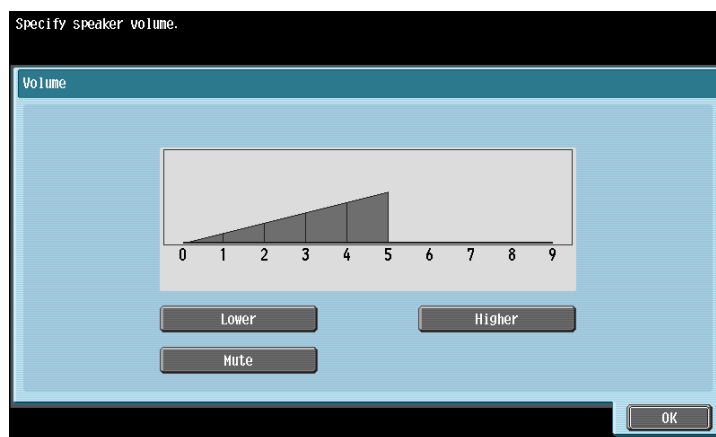 Specify speaker volume.
Volume
0 1 2 3 4 5 6 7 8 9
Lower Higher
Mute
OK